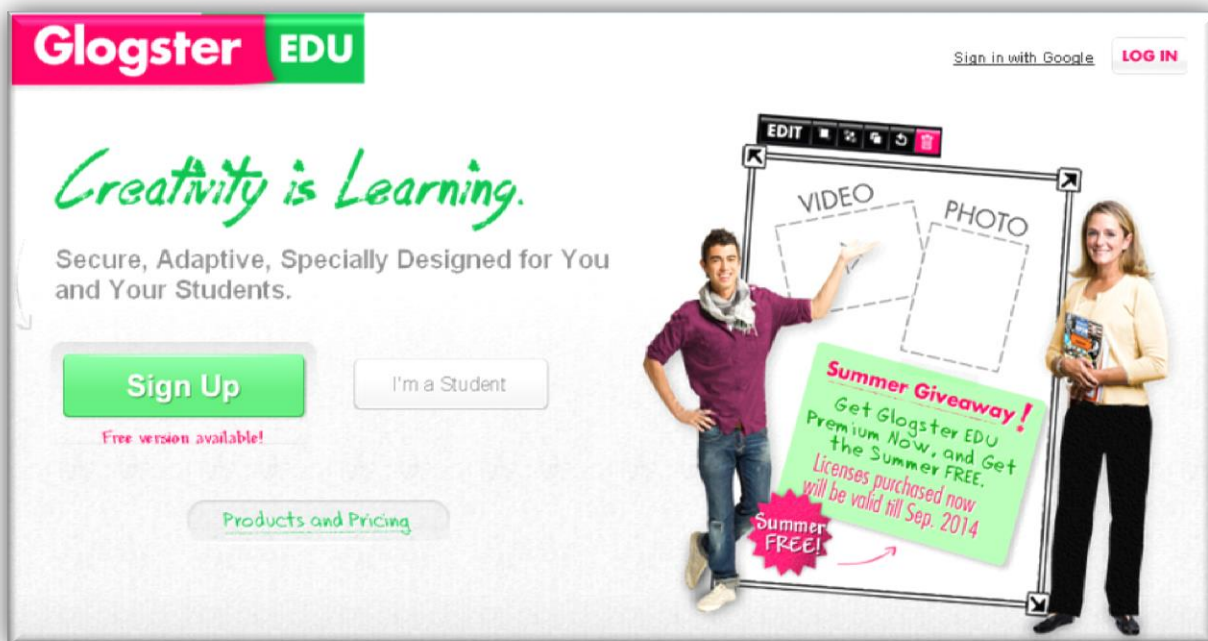 Glogster EDU
Sign in with Google
LOG IN
EDIT
Creativity is Learning.
Secure, Adaptive, Specially Designed for You
and Your Students.
Sign Up
I'm a Student
Free version available!
Products and Pricing
VIDEO
PHOTO
Summer Giveaway!
Get Glogster EDU
Premium Now, and Get
the Summer FREE.
Licenses purchased now
will be valid till Sep. 2014
Summer
FREE!